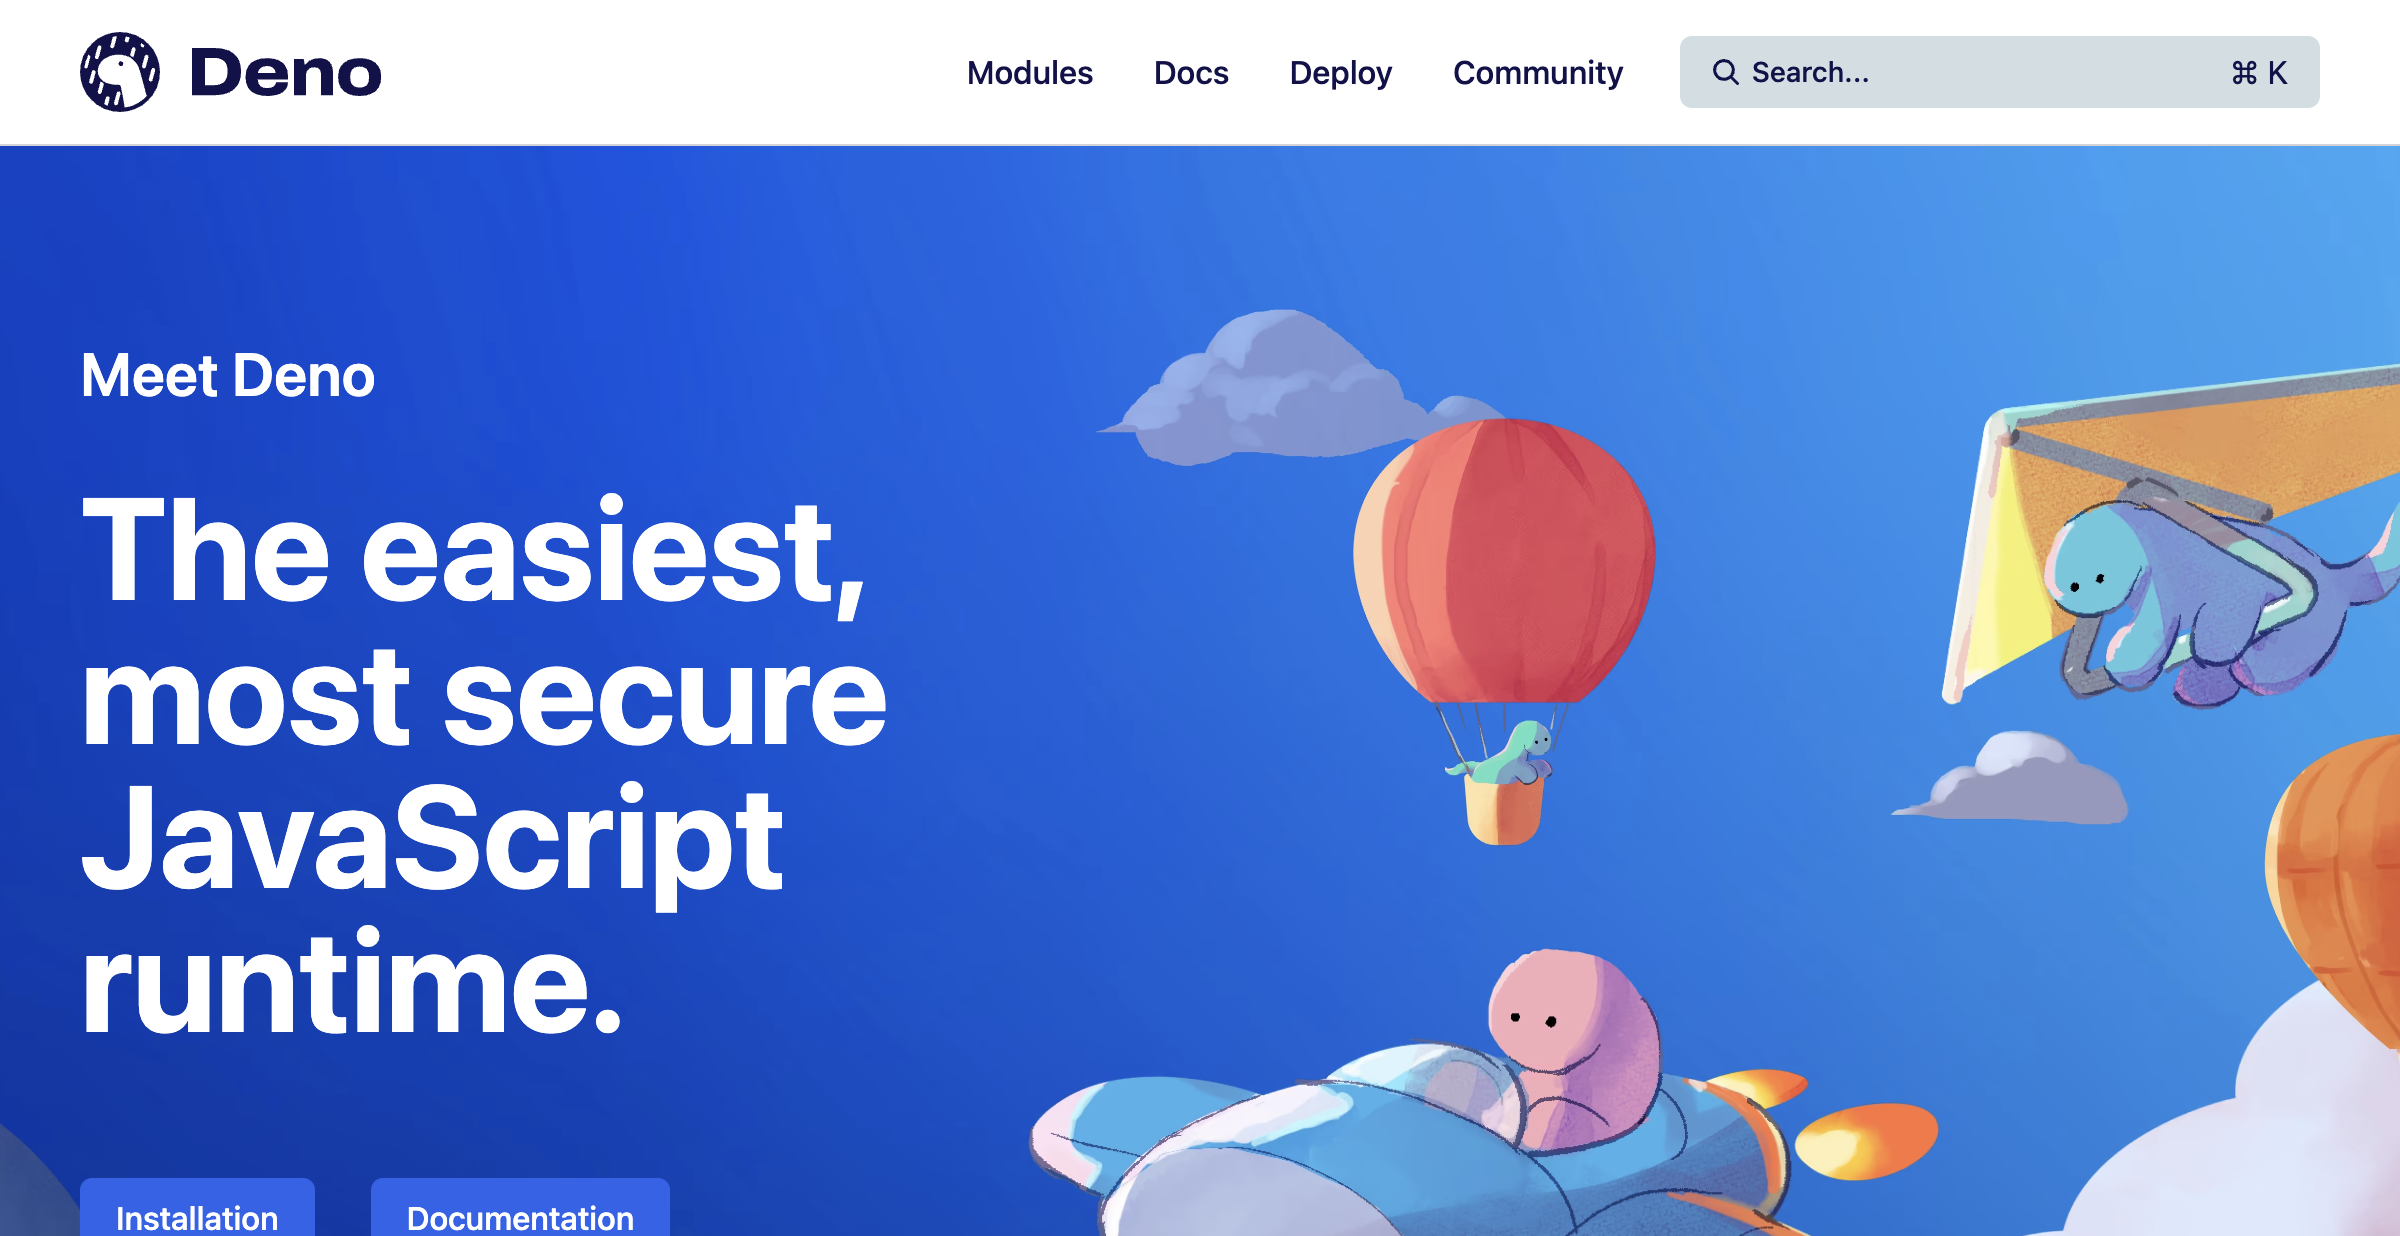 Deno
Modules
Docs
Deploy
Community
Search...
⌘ K
Meet Deno
The easiest,
most secure
JavaScript
runtime.
Installation
Documentation